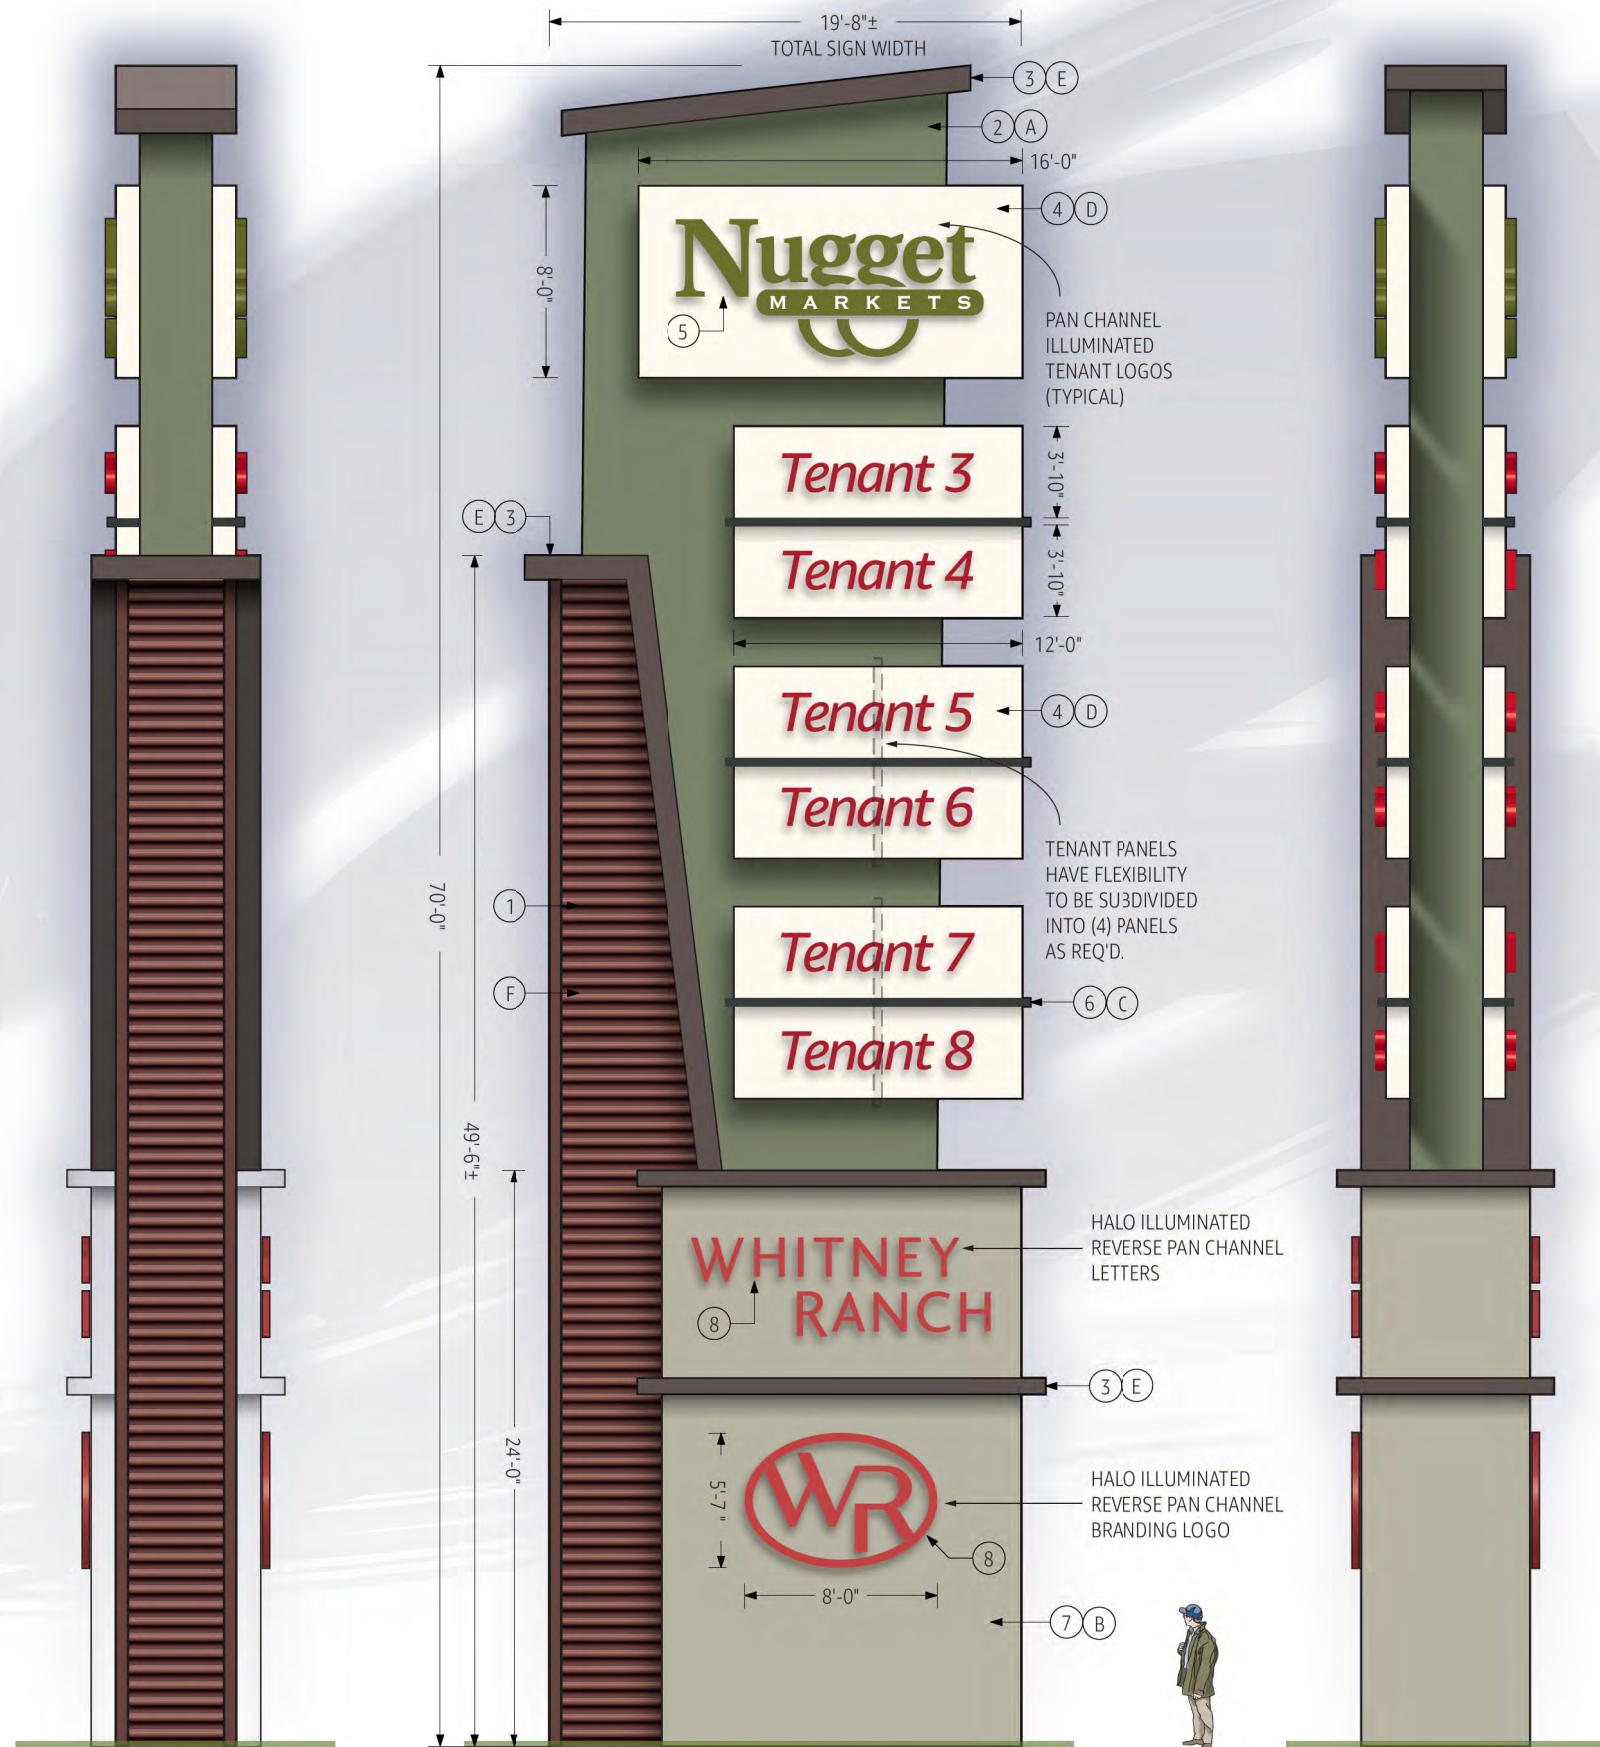 19'-8"±
TOTAL SIGN WIDTH
3 E
2 A
16'-0"
4 D
8'-0"
Nugget
MARKETS
5
PAN CHANNEL
ILLUMINATED
TENANT LOGOS
(TYPICAL)
Tenant 3
3'-10"
E 3
Tenant 4
3'-10"
12'-0"
Tenant 5
4 D
Tenant 6
TENANT PANELS
HAVE FLEXIBILITY
TO BE SUBDIVIDED
INTO (4) PANELS
AS REQ'D.
70'-0"
1
Tenant 7
F
6 C
Tenant 8
49'-6"±
WHITNEY
RANCH
8
HALO ILLUMINATED
REVERSE PAN CHANNEL
LETTERS
3 E
24'-0"
WR
5'-7"
HALO ILLUMINATED
REVERSE PAN CHANNEL
BRANDING LOGO
8
8'-0"
7 B